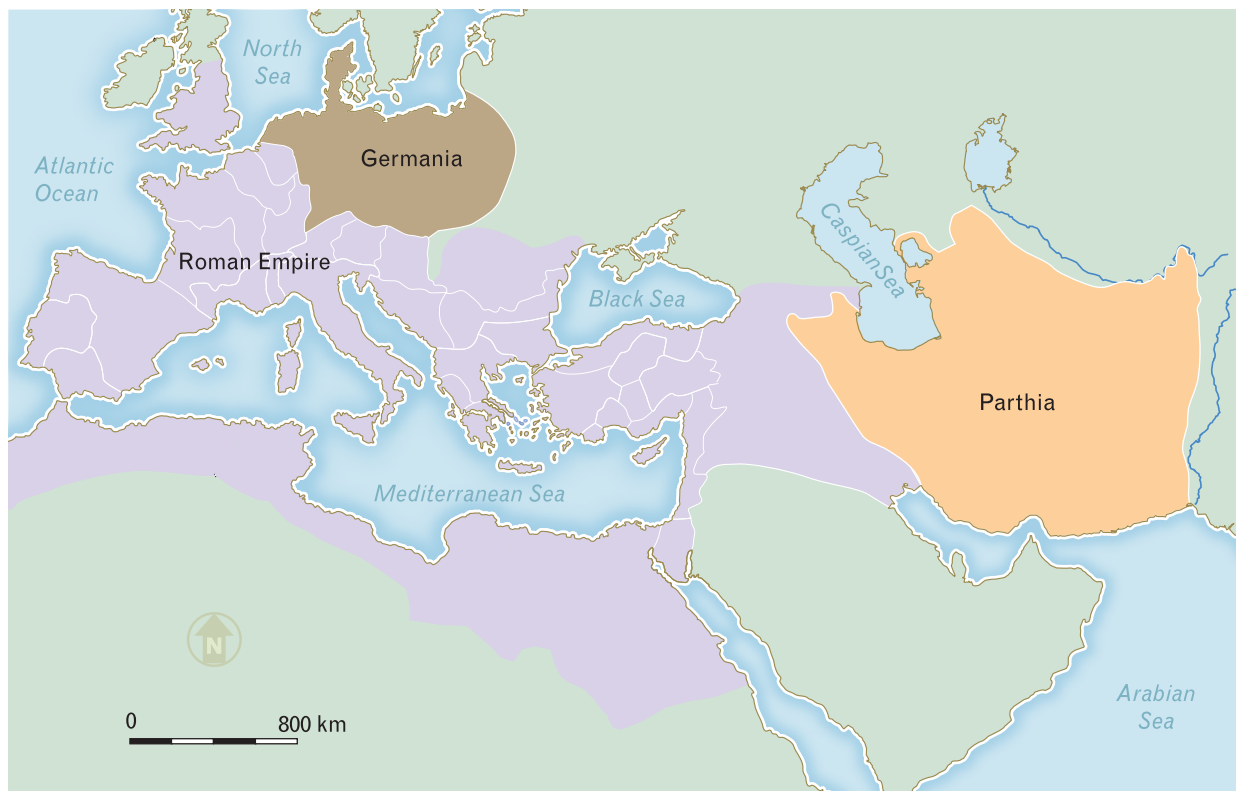 North
Sea
Germania
Atlantic
Ocean
Roman Empire
Caspian Sea
Black Sea
Parthia
Mediterranean Sea
N
0
800 km
Arabian
Sea